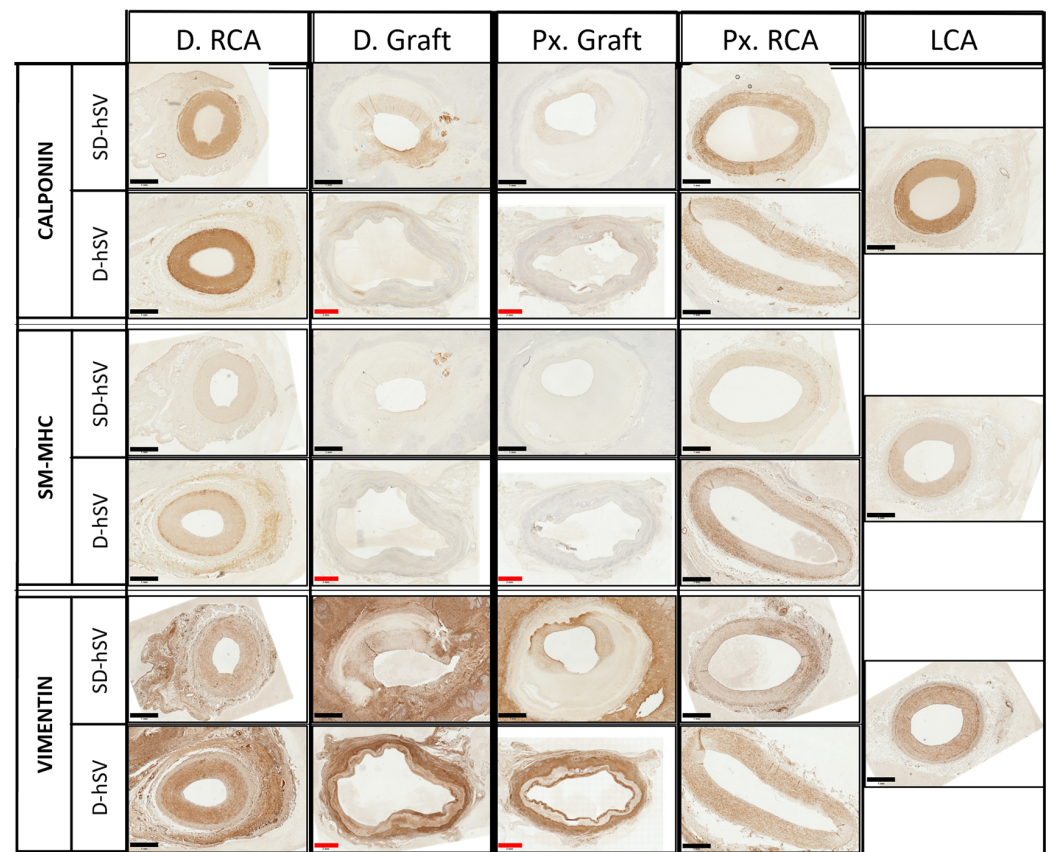 D. RCA D. Graft Px. Graft Px. RCA LCA
CALPONIN
SD-hSV
D-hSV
SM-MHC
SD-hSV
D-hSV
VIMENTIN
SD-hSV
D-hSV